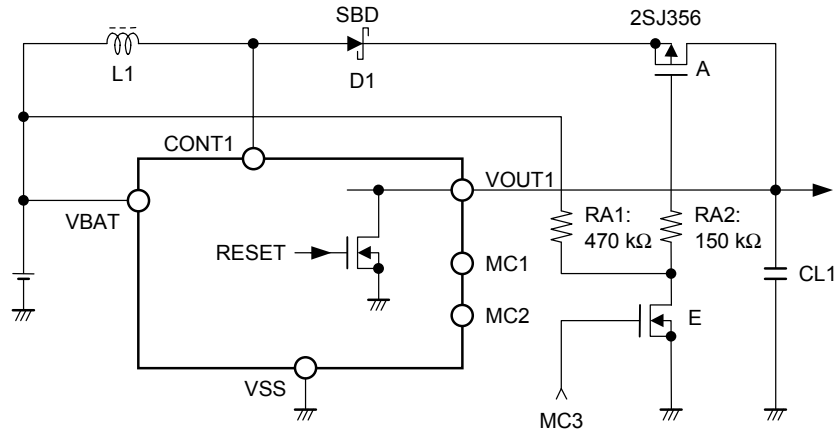 SBD
2SJ356
L1
D1
A
CONT1
VOUT1
VBAT
RA1:
470 kΩ
RA2:
150 kΩ
RESET
MC1
CL1
MC2
E
VSS
MC3